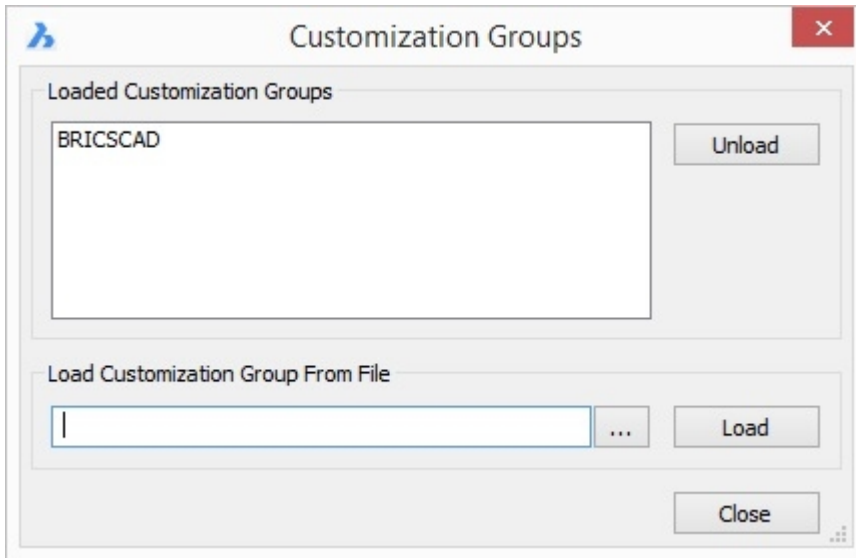 Customization Groups
Loaded Customization Groups
BRICSCAD
Unload
Load Customization Group From File
...
Load
Close